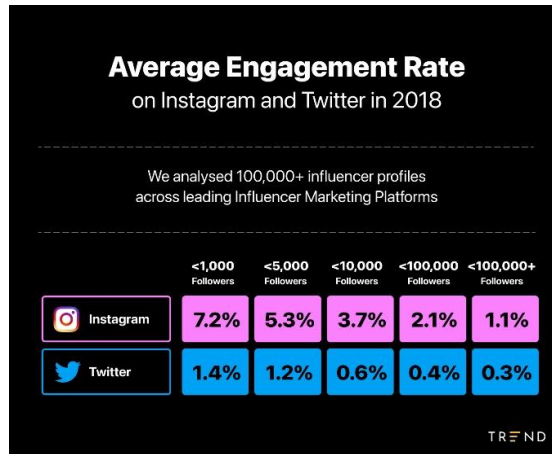 Average Engagement Rate
on Instagram and Twitter in 2018
We analysed 100,000+ influencer profiles
across leading Influencer Marketing Platforms
<1,000 <5,000 <10,000 <100,000 <100,000+
Followers Followers Followers Followers Followers
Instagram 7.2% 5.3% 3.7% 2.1% 1.1%
Twitter 1.4% 1.2% 0.6% 0.4% 0.3%
TREND